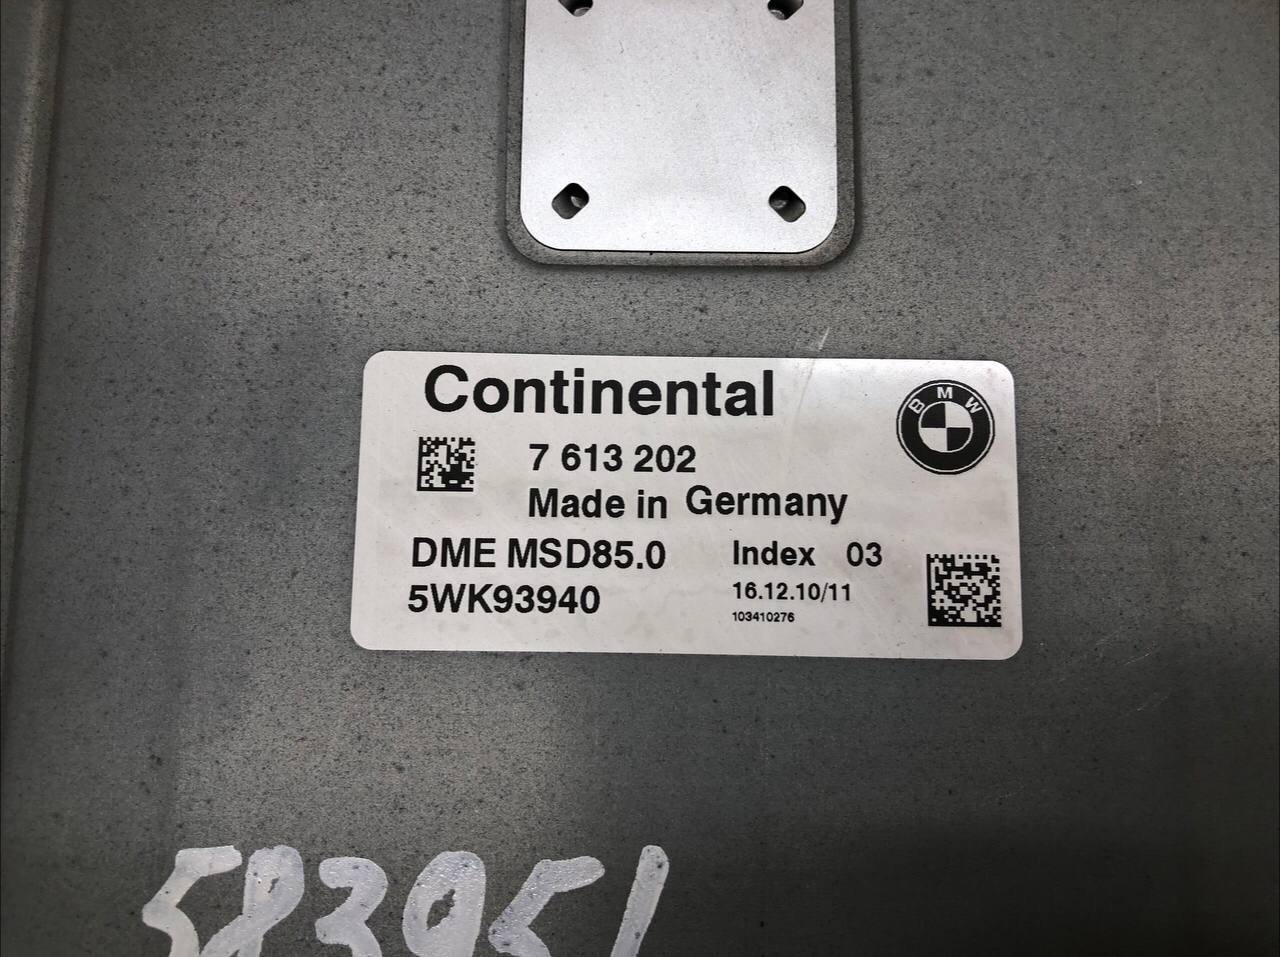 Continental
BMW
7 613 202
Made in Germany
DME MSD85.0 Index 03
5WK93940 16.12.10/11
103410276
583951